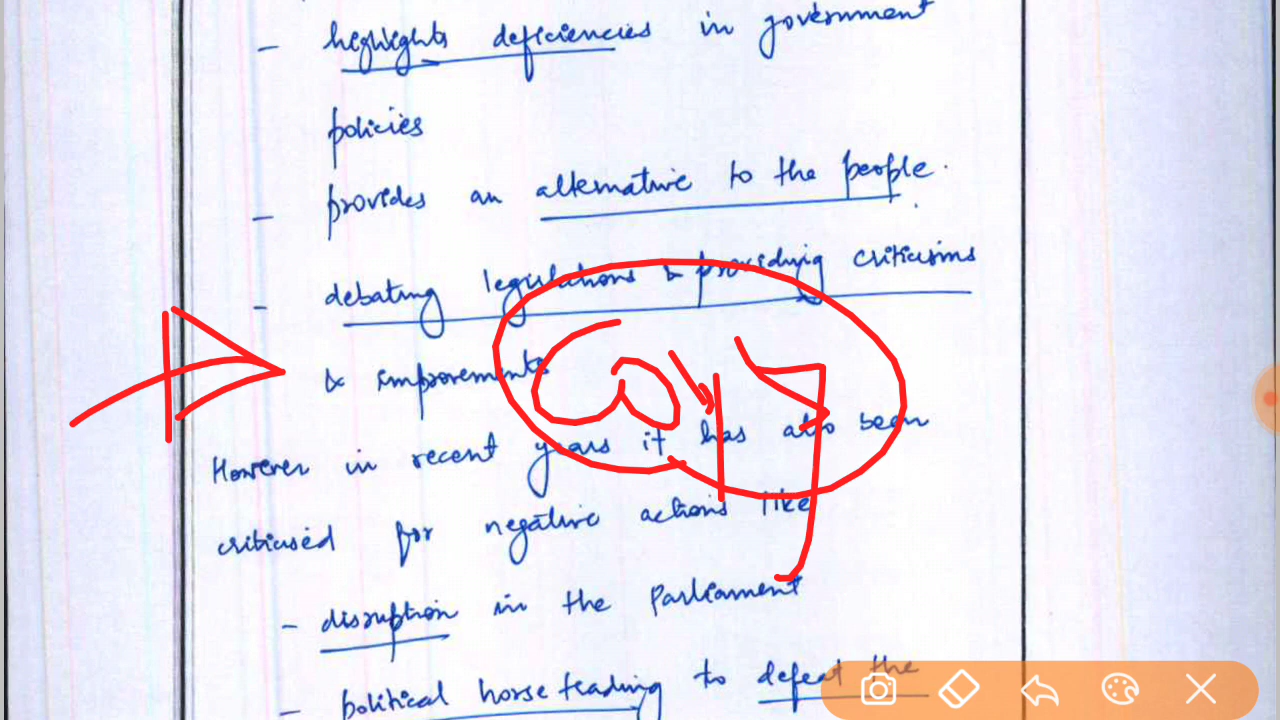 - highlights deficiencies in government
policies
- provides an alternative to the people.
- debating legislations & providing criticisms
& improvements
However in recent years it has also been
criticised for negative actions like
- disruption in the parliament
- political horse trading to defeat the